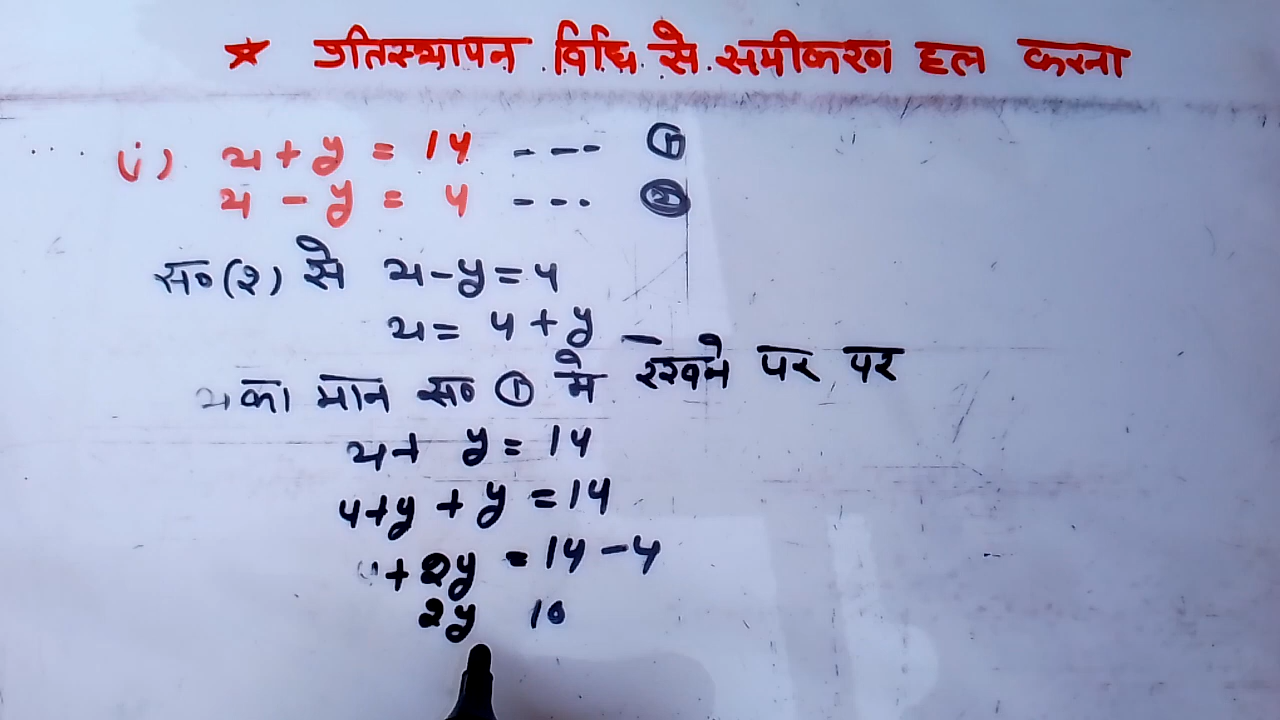 ★ प्रतिस्थापन विधि से समीकरण हल करना
(i) x + y = 14 --- ①
x - y = 4 --- ②
स० (२) से x - y = 4
x = 4 + y
x का मान स० ① मे रखने पर पर
x + y = 14
4 + y + y = 14
+ 2y = 14 - 4
2y 10